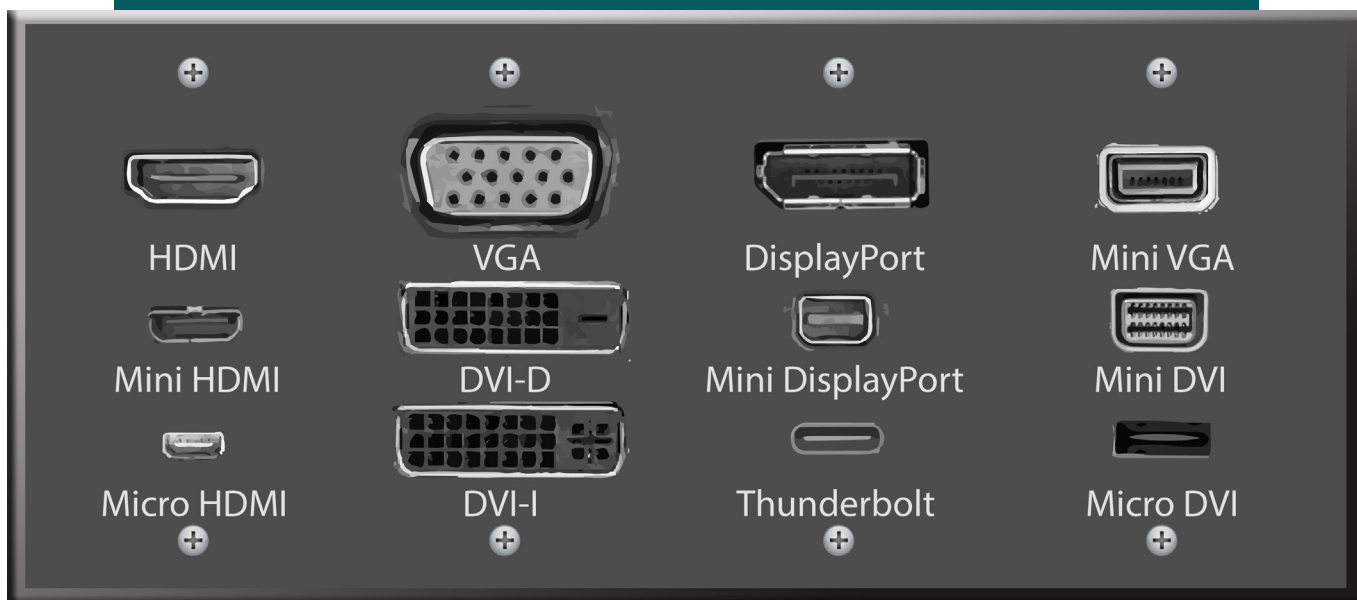 HDMI
VGA
DisplayPort
Mini VGA
Mini HDMI
DVI-D
Mini DisplayPort
Mini DVI
Micro HDMI
DVI-I
Thunderbolt
Micro DVI